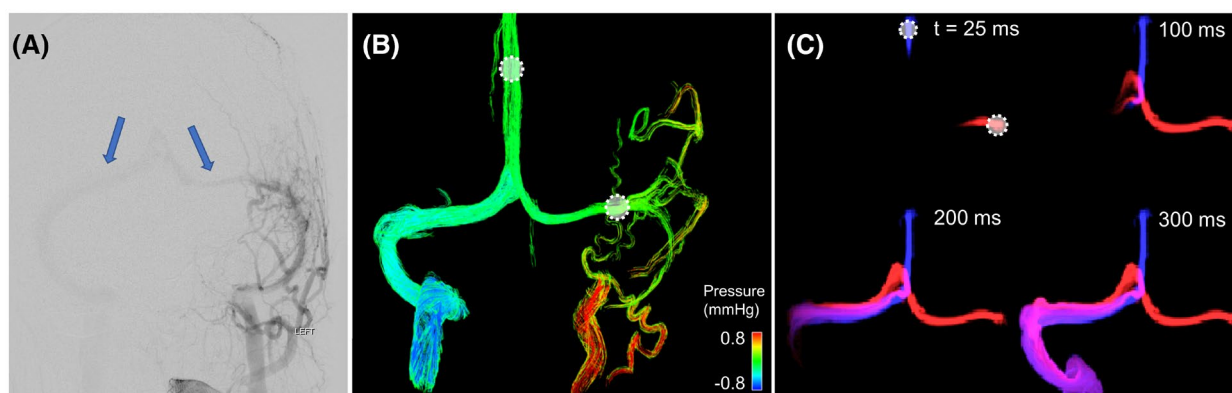 (A)
LEFT
(B)
Pressure
(mmHg)
0.8
-0.8
(C)
t = 25 ms
100 ms
200 ms
300 ms